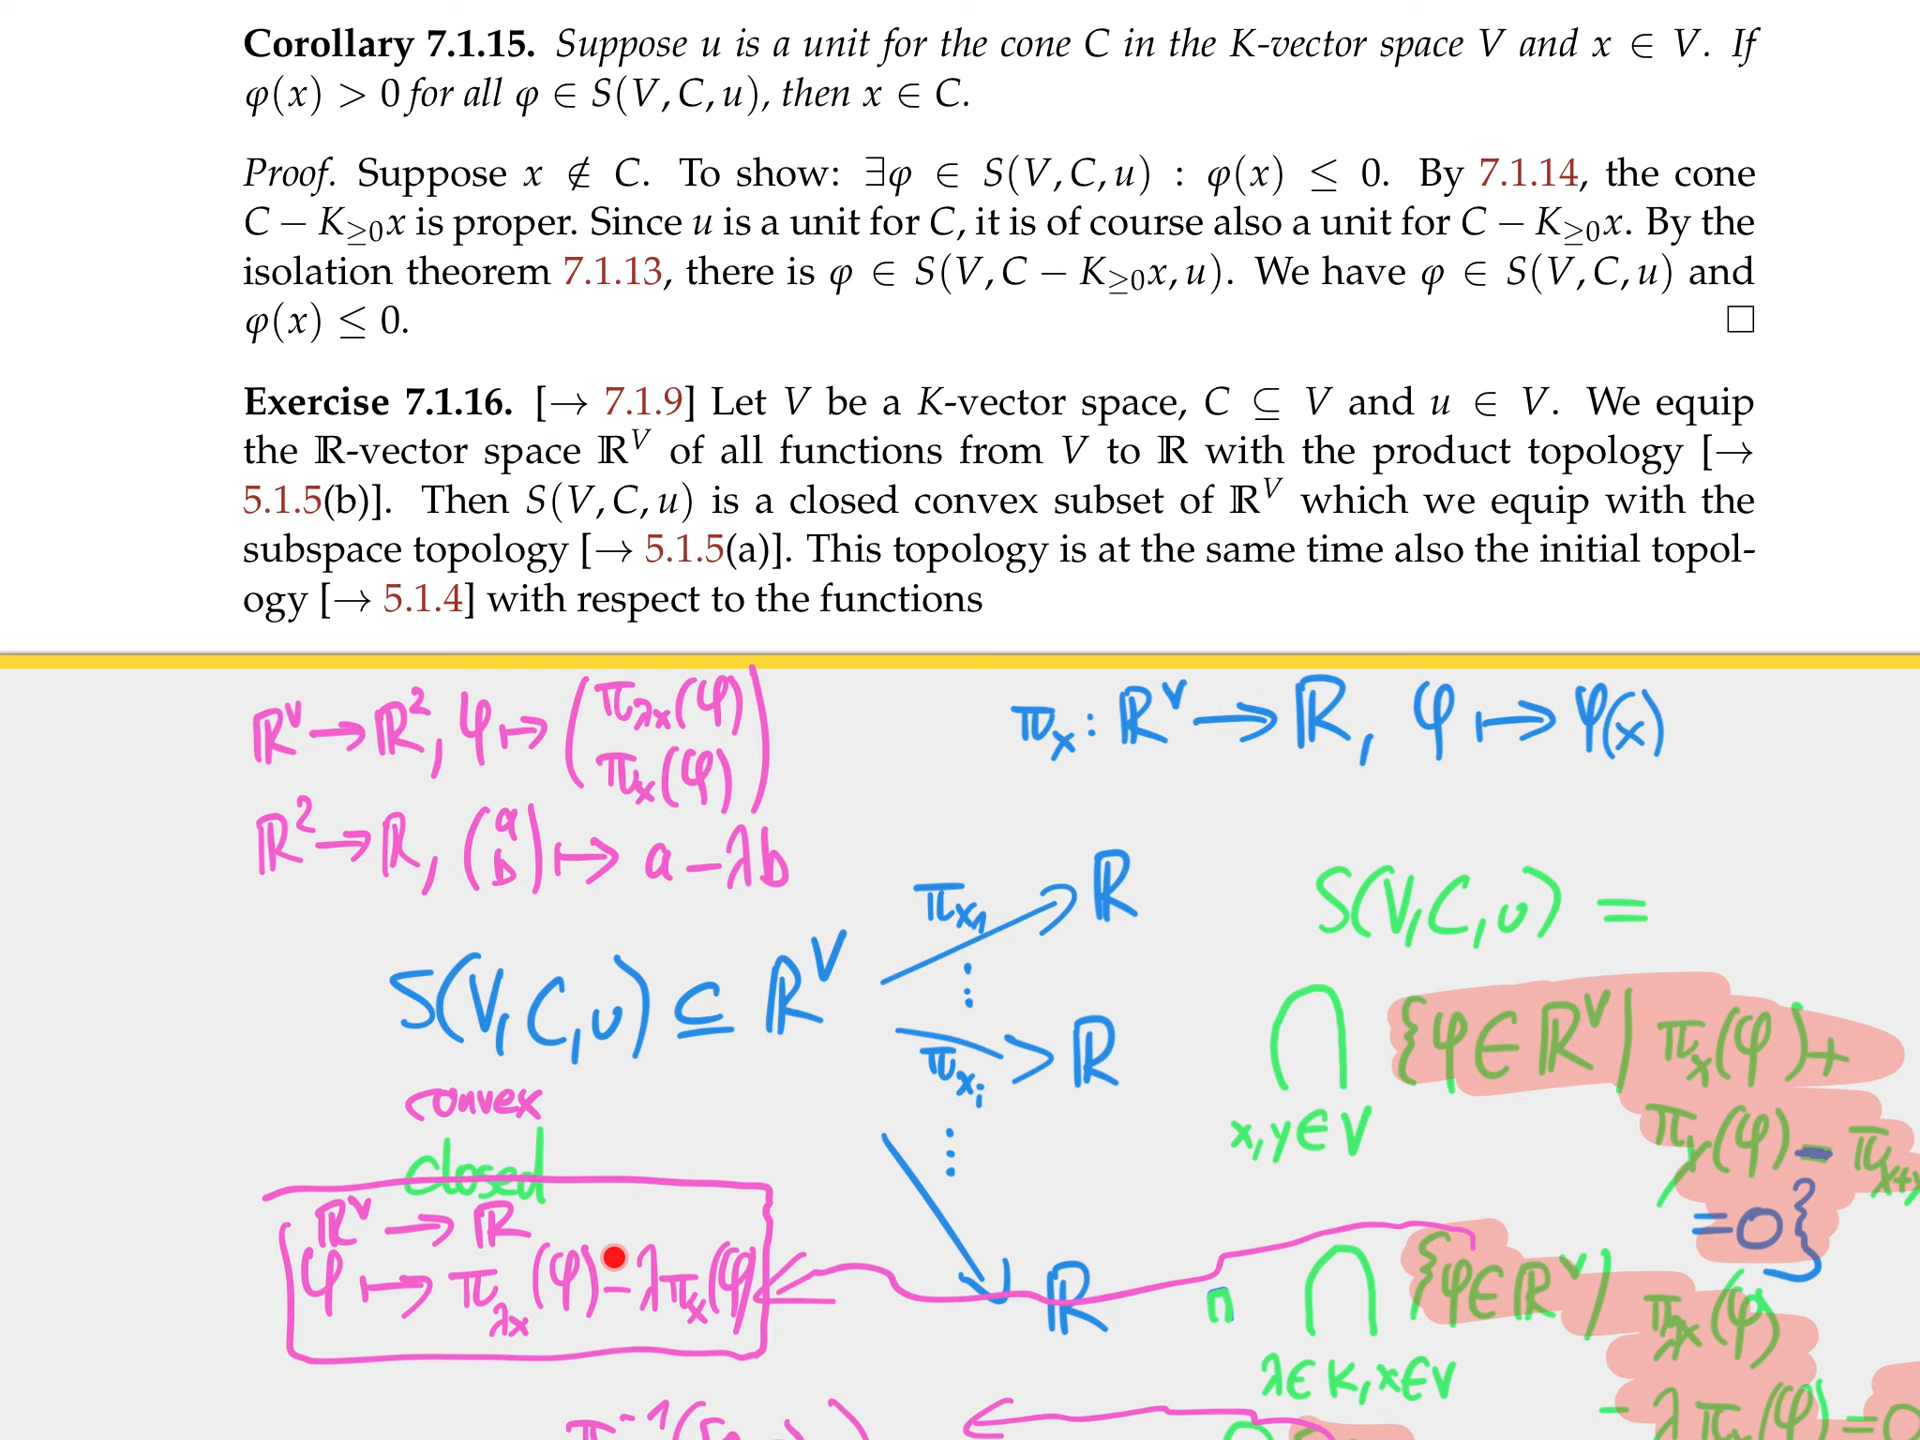 Corollary 7.1.15. Suppose u is a unit for the cone C in the K-vector space V and x ∈ V. If
φ(x) > 0 for all φ ∈ S(V, C, u), then x ∈ C.
Proof. Suppose x ∉ C. To show: ∃φ ∈ S(V, C, u) : φ(x) ≤ 0. By 7.1.14, the cone
C − K≥0x is proper. Since u is a unit for C, it is of course also a unit for C − K≥0x. By the
isolation theorem 7.1.13, there is φ ∈ S(V, C − K≥0x, u). We have φ ∈ S(V, C, u) and
φ(x) ≤ 0. □
Exercise 7.1.16. [→ 7.1.9] Let V be a K-vector space, C ⊆ V and u ∈ V. We equip
the ℝ-vector space ℝ^V of all functions from V to ℝ with the product topology [→
5.1.5(b)]. Then S(V, C, u) is a closed convex subset of ℝ^V which we equip with the
subspace topology [→ 5.1.5(a)]. This topology is at the same time also the initial topol-
ogy [→ 5.1.4] with respect to the functions
ℝ^V → ℝ², φ ↦ (π_λx(φ)
π_x(φ))
ℝ² → ℝ, (a b) ↦ a − λb
π_x : ℝ^V → ℝ, φ ↦ φ(x)
S(V, C, u) ⊆ ℝ^V
π_x₁ ℝ
⋮
π_x_i ℝ
⋮
ℝ
convex
closed
ℝ^V → ℝ
φ ↦ π_λx(φ) − λπ_x(φ)
S(V, C, u) =
⋂ {φ ∈ ℝ^V | π_x(φ) +
x, y ∈ V π_y(φ) − π_x+y
= 0}
∩ ⋂ {φ ∈ ℝ^V | π_λx(φ)
λ ∈ K, x ∈ V − λ π_x(φ) = 0